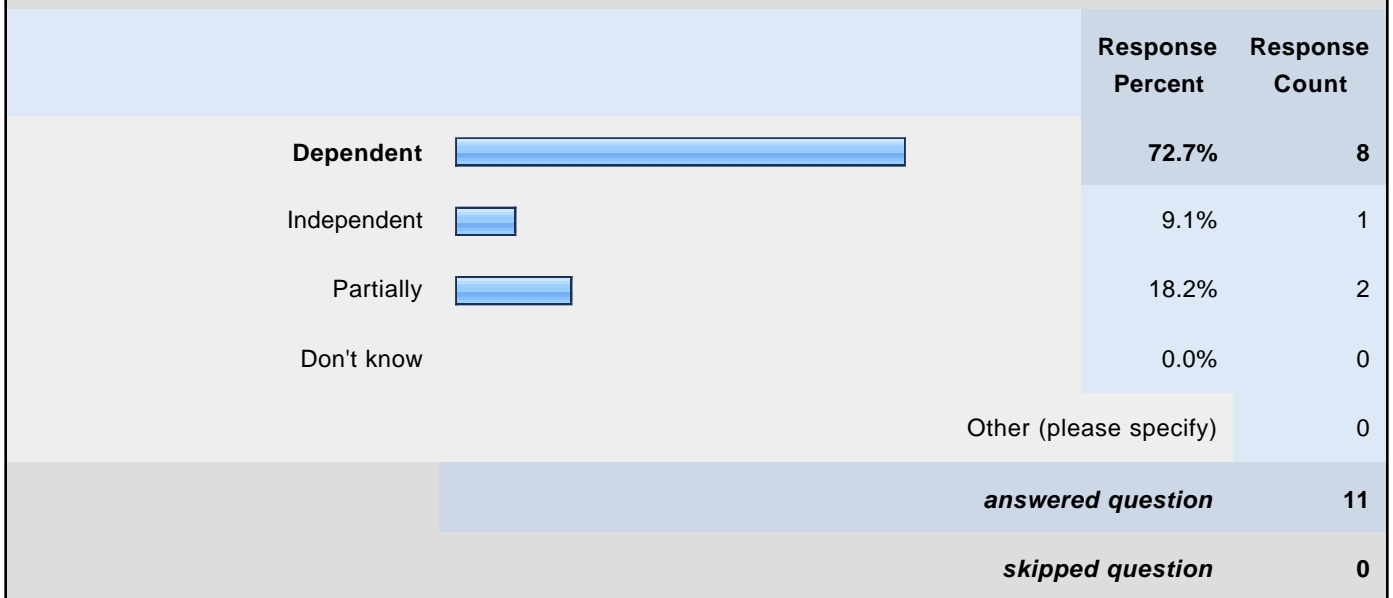 Response Percent Response Count
Dependent 72.7% 8
Independent 9.1% 1
Partially 18.2% 2
Don't know 0.0% 0
Other (please specify) 0
answered question 11
skipped question 0